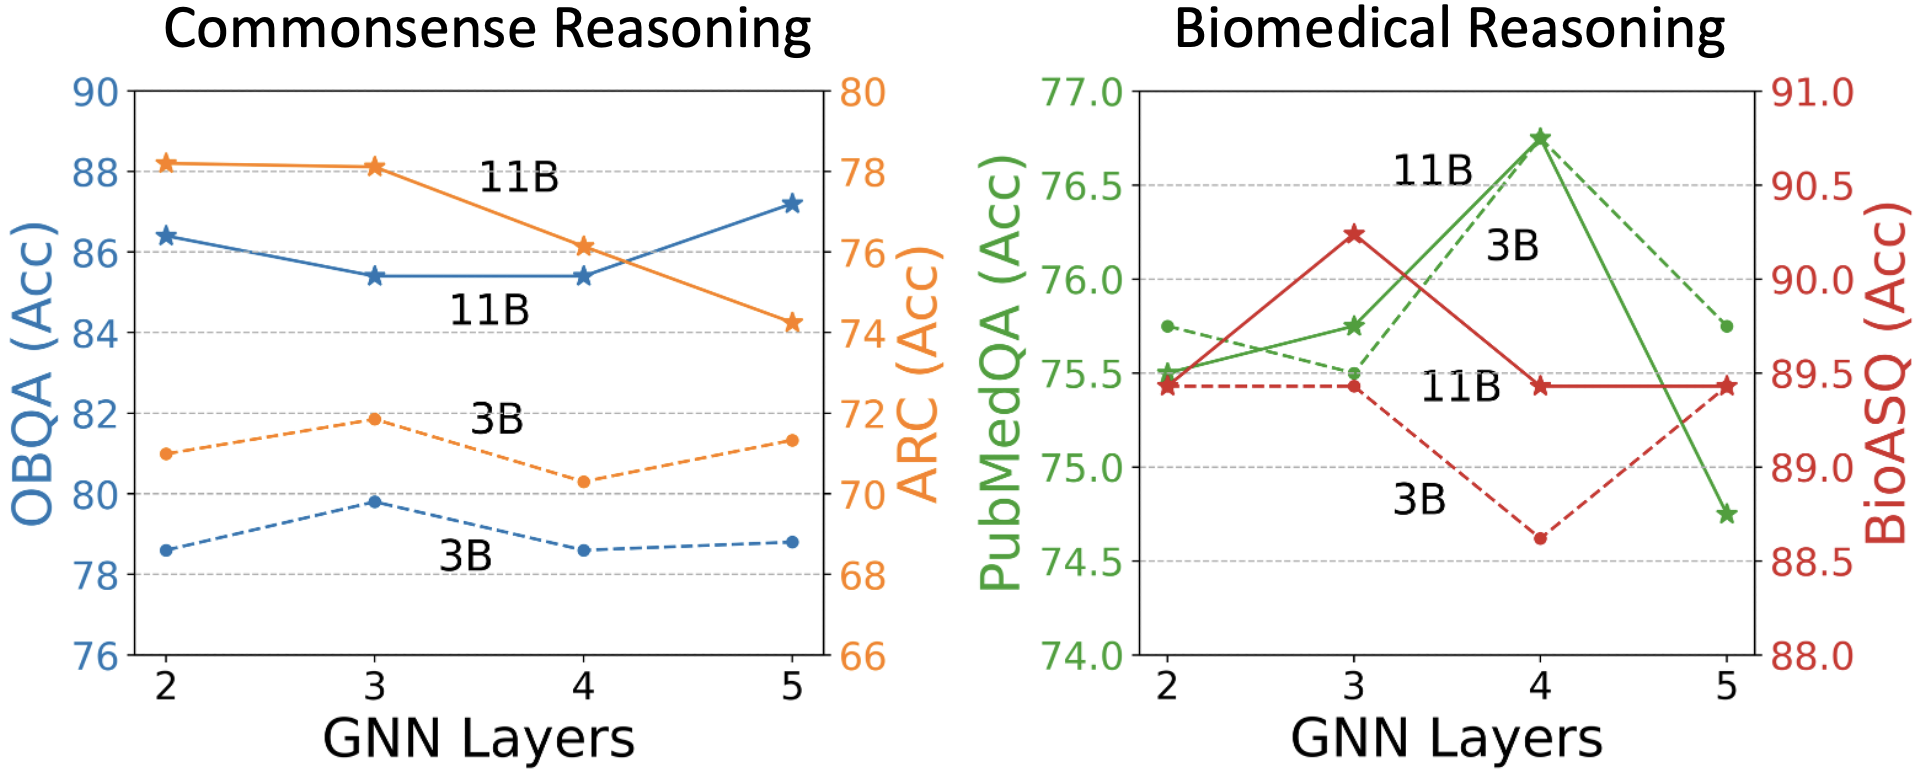 Commonsense Reasoning
90
88
86
84
82
80
78
76
OBQA (Acc)
80
78
76
74
72
70
68
66
ARC (Acc)
11B
11B
3B
3B
2 3 4 5
GNN Layers
Biomedical Reasoning
77.0
76.5
76.0
75.5
75.0
74.5
74.0
PubMedQA (Acc)
91.0
90.5
90.0
89.5
89.0
88.5
88.0
BioASQ (Acc)
11B
3B
11B
3B
2 3 4 5
GNN Layers